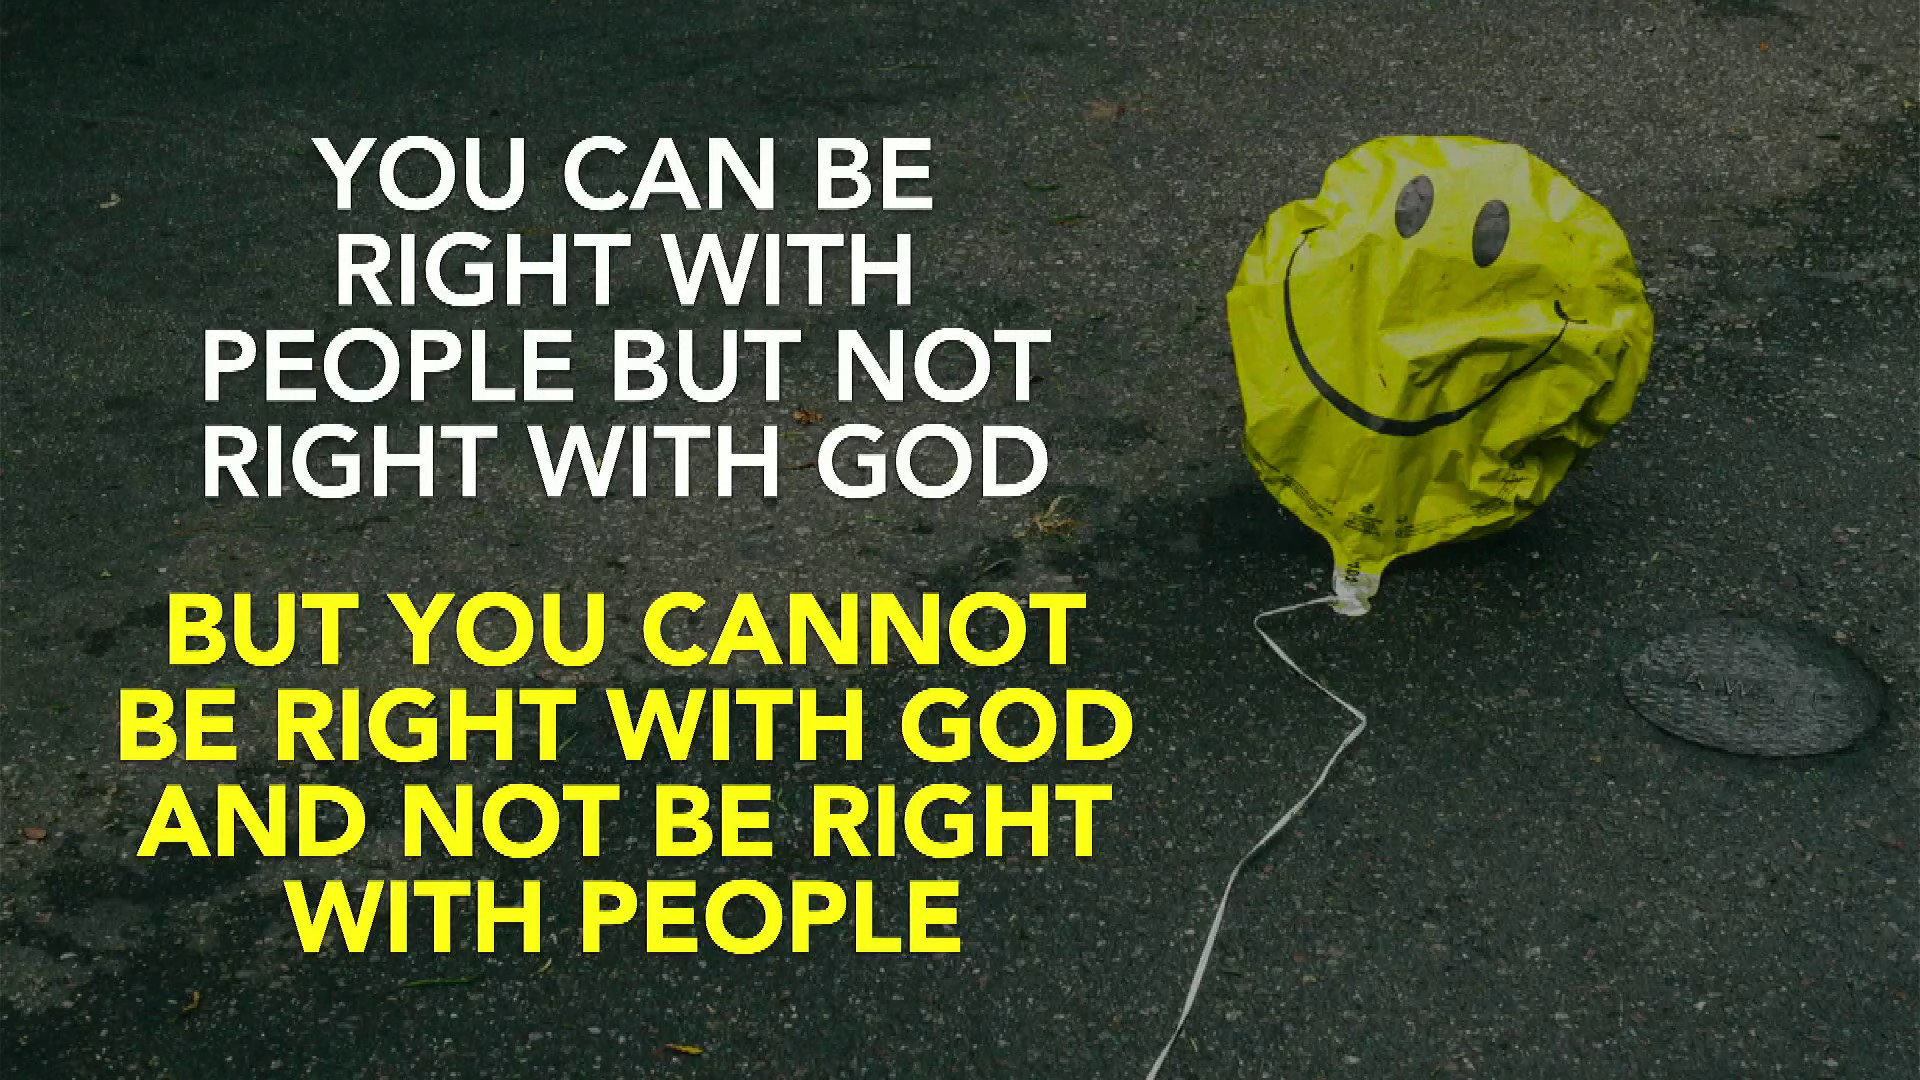 YOU CAN BE
RIGHT WITH
PEOPLE BUT NOT
RIGHT WITH GOD
BUT YOU CANNOT
BE RIGHT WITH GOD
AND NOT BE RIGHT
WITH PEOPLE